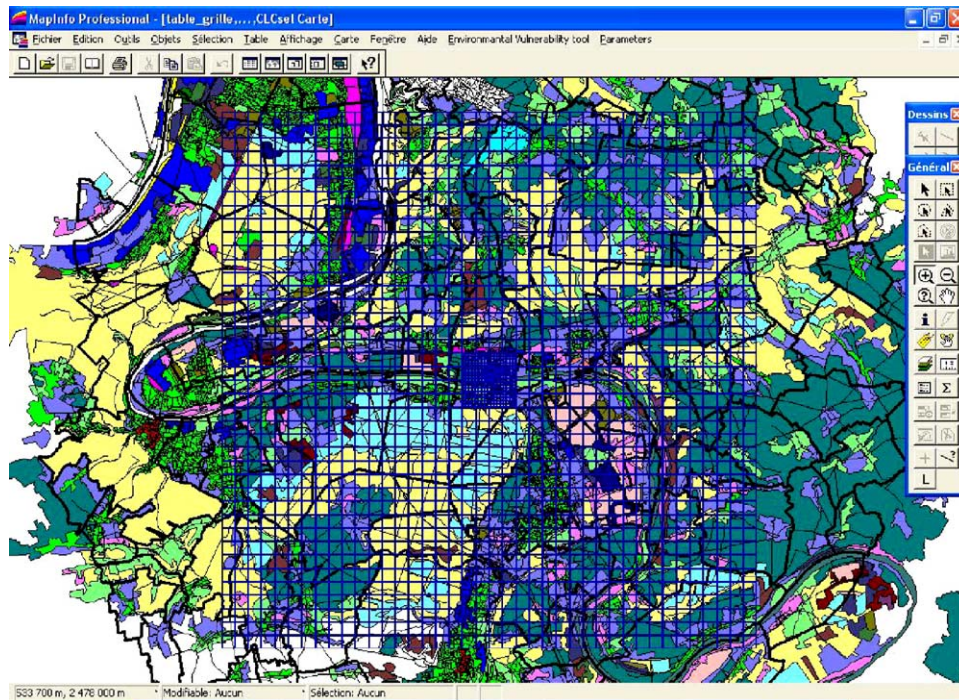 MapInfo Professional - [table_grille,...,CLCsel Carte]
Fichier Edition Outils Objets Sélection Table Affichage Carte Fenêtre Aide Environmantal Vulnerability tool Parameters
Dessins
Général
533 700 m, 2 478 000 m Modifiable: Aucun Sélection: Aucun